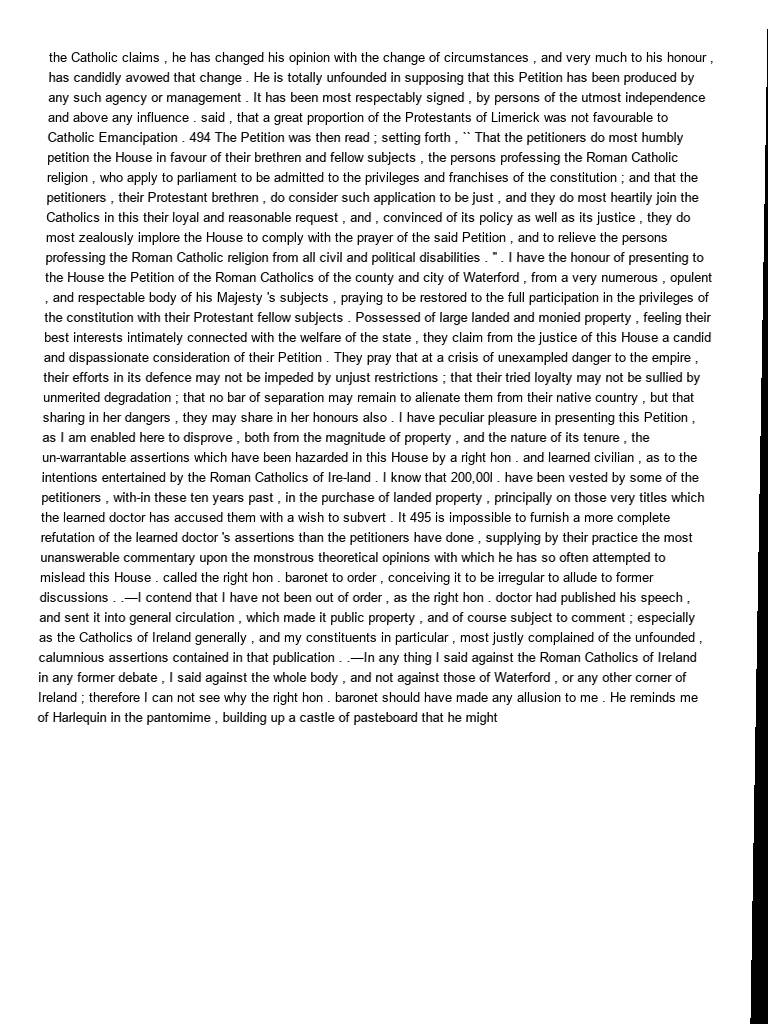 the Catholic claims , he has changed his opinion with the change of circumstances , and very much to his honour ,
has candidly avowed that change . He is totally unfounded in supposing that this Petition has been produced by
any such agency or management . It has been most respectably signed , by persons of the utmost independence
and above any influence . said , that a great proportion of the Protestants of Limerick was not favourable to
Catholic Emancipation . 494 The Petition was then read ; setting forth , `` That the petitioners do most humbly
petition the House in favour of their brethren and fellow subjects , the persons professing the Roman Catholic
religion , who apply to parliament to be admitted to the privileges and franchises of the constitution ; and that the
petitioners , their Protestant brethren , do consider such application to be just , and they do most heartily join the
Catholics in this their loyal and reasonable request , and , convinced of its policy as well as its justice , they do
most zealously implore the House to comply with the prayer of the said Petition , and to relieve the persons
professing the Roman Catholic religion from all civil and political disabilities . " . I have the honour of presenting to
the House the Petition of the Roman Catholics of the county and city of Waterford , from a very numerous , opulent
, and respectable body of his Majesty 's subjects , praying to be restored to the full participation in the privileges of
the constitution with their Protestant fellow subjects . Possessed of large landed and monied property , feeling their
best interests intimately connected with the welfare of the state , they claim from the justice of this House a candid
and dispassionate consideration of their Petition . They pray that at a crisis of unexampled danger to the empire ,
their efforts in its defence may not be impeded by unjust restrictions ; that their tried loyalty may not be sullied by
unmerited degradation ; that no bar of separation may remain to alienate them from their native country , but that
sharing in her dangers , they may share in her honours also . I have peculiar pleasure in presenting this Petition ,
as I am enabled here to disprove , both from the magnitude of property , and the nature of its tenure , the
un-warrantable assertions which have been hazarded in this House by a right hon . and learned civilian , as to the
intentions entertained by the Roman Catholics of Ire-land . I know that 200,00l . have been vested by some of the
petitioners , with-in these ten years past , in the purchase of landed property , principally on those very titles which
the learned doctor has accused them with a wish to subvert . It 495 is impossible to furnish a more complete
refutation of the learned doctor 's assertions than the petitioners have done , supplying by their practice the most
unanswerable commentary upon the monstrous theoretical opinions with which he has so often attempted to
mislead this House . called the right hon . baronet to order , conceiving it to be irregular to allude to former
discussions . .—I contend that I have not been out of order , as the right hon . doctor had published his speech ,
and sent it into general circulation , which made it public property , and of course subject to comment ; especially
as the Catholics of Ireland generally , and my constituents in particular , most justly complained of the unfounded ,
calumnious assertions contained in that publication . .—In any thing I said against the Roman Catholics of Ireland
in any former debate , I said against the whole body , and not against those of Waterford , or any other corner of
Ireland ; therefore I can not see why the right hon . baronet should have made any allusion to me . He reminds me
of Harlequin in the pantomime , building up a castle of pasteboard that he might